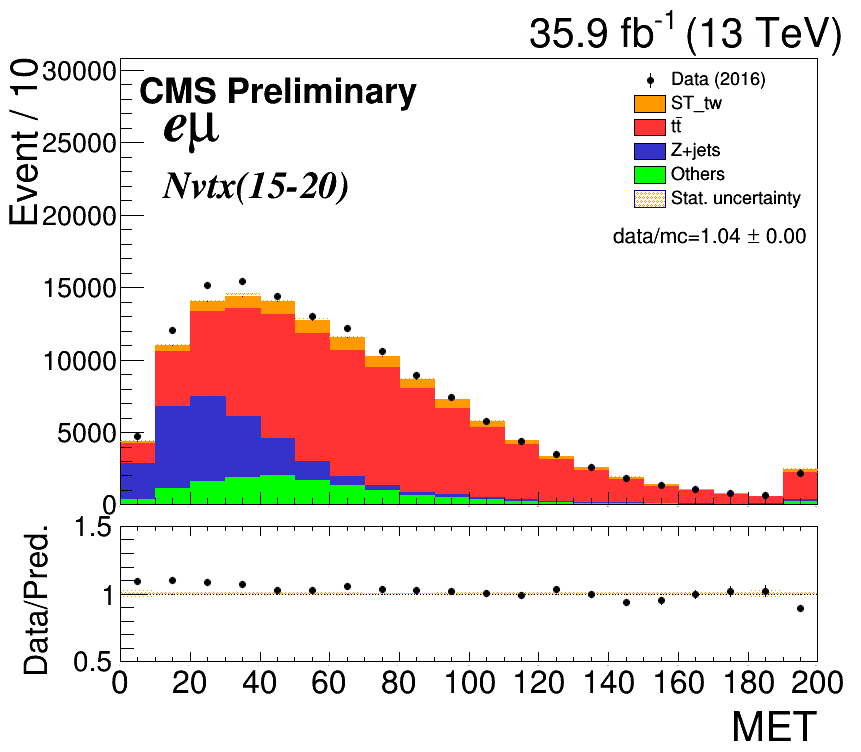 35.9 fb⁻¹ (13 TeV)
Event / 10
30000
25000
20000
15000
10000
5000
0
CMS Preliminary
eμ
Nvtx(15-20)
Data (2016)
ST_tw
tt̄
Z+jets
Others
Stat. uncertainty
data/mc=1.04 ± 0.00
Data/Pred.
1.5
1
0.5
0 20 40 60 80 100 120 140 160 180 200
MET